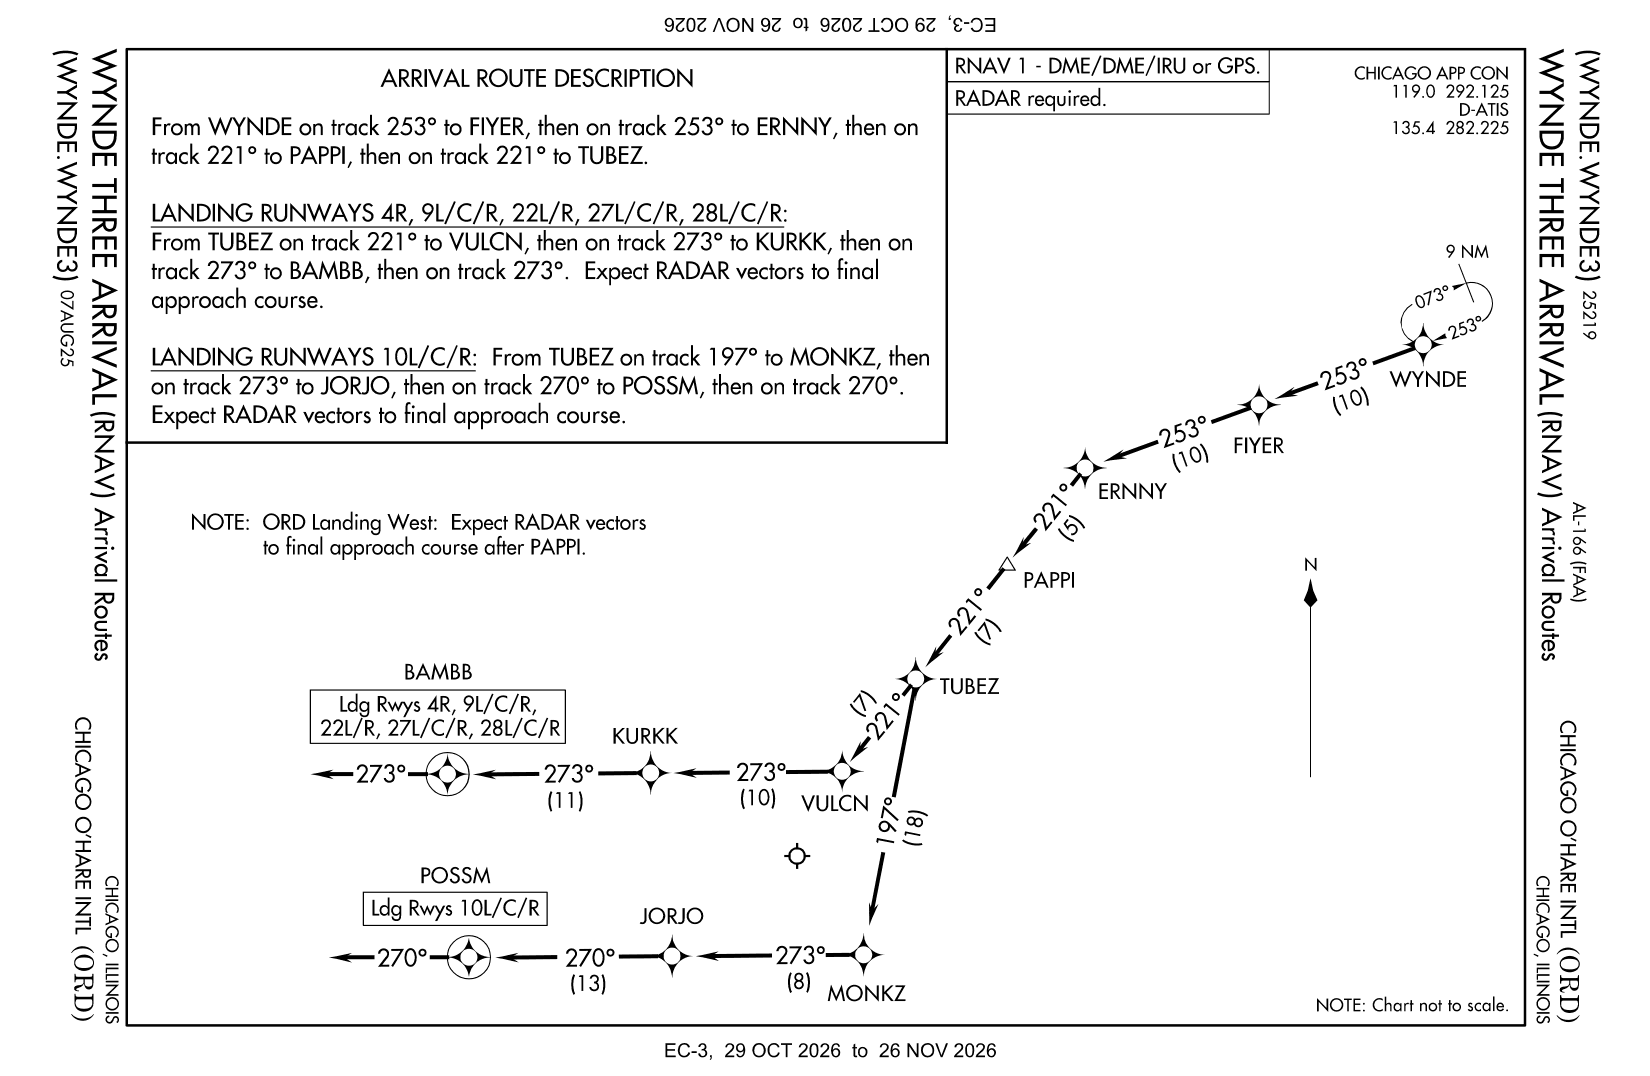 EC-3, 29 OCT 2026 to 26 NOV 2026
(WYNDE.WYNDE3) 07AUG25
WYNDE THREE ARRIVAL (RNAV) Arrival Routes
CHICAGO O'HARE INTL (ORD)
CHICAGO, ILLINOIS
ARRIVAL ROUTE DESCRIPTION
From WYNDE on track 253° to FIYER, then on track 253° to ERNNY, then on
track 221° to PAPPI, then on track 221° to TUBEZ.
LANDING RUNWAYS 4R, 9L/C/R, 22L/R, 27L/C/R, 28L/C/R:
From TUBEZ on track 221° to VULCN, then on track 273° to KURKK, then on
track 273° to BAMBB, then on track 273°. Expect RADAR vectors to final
approach course.
LANDING RUNWAYS 10L/C/R: From TUBEZ on track 197° to MONKZ, then
on track 273° to JORJO, then on track 270° to POSSM, then on track 270°.
Expect RADAR vectors to final approach course.
RNAV 1 - DME/DME/IRU or GPS.
RADAR required.
CHICAGO APP CON
119.0 292.125
D-ATIS
135.4 282.225
9 NM
073°
253°
WYNDE
253°
(10)
FIYER
253°
(10)
ERNNY
221°
(5)
PAPPI
221°
(7)
TUBEZ
NOTE: ORD Landing West: Expect RADAR vectors
to final approach course after PAPPI.
N
(7)
221°
VULCN
273°
(10)
KURKK
273°
(11)
BAMBB
Ldg Rwys 4R, 9L/C/R,
22L/R, 27L/C/R, 28L/C/R
273°
197°
(18)
MONKZ
273°
(8)
JORJO
270°
(13)
POSSM
Ldg Rwys 10L/C/R
270°
NOTE: Chart not to scale.
(WYNDE.WYNDE3) 25219
AL-166 (FAA)
WYNDE THREE ARRIVAL (RNAV) Arrival Routes
CHICAGO O'HARE INTL (ORD)
CHICAGO, ILLINOIS
EC-3, 29 OCT 2026 to 26 NOV 2026